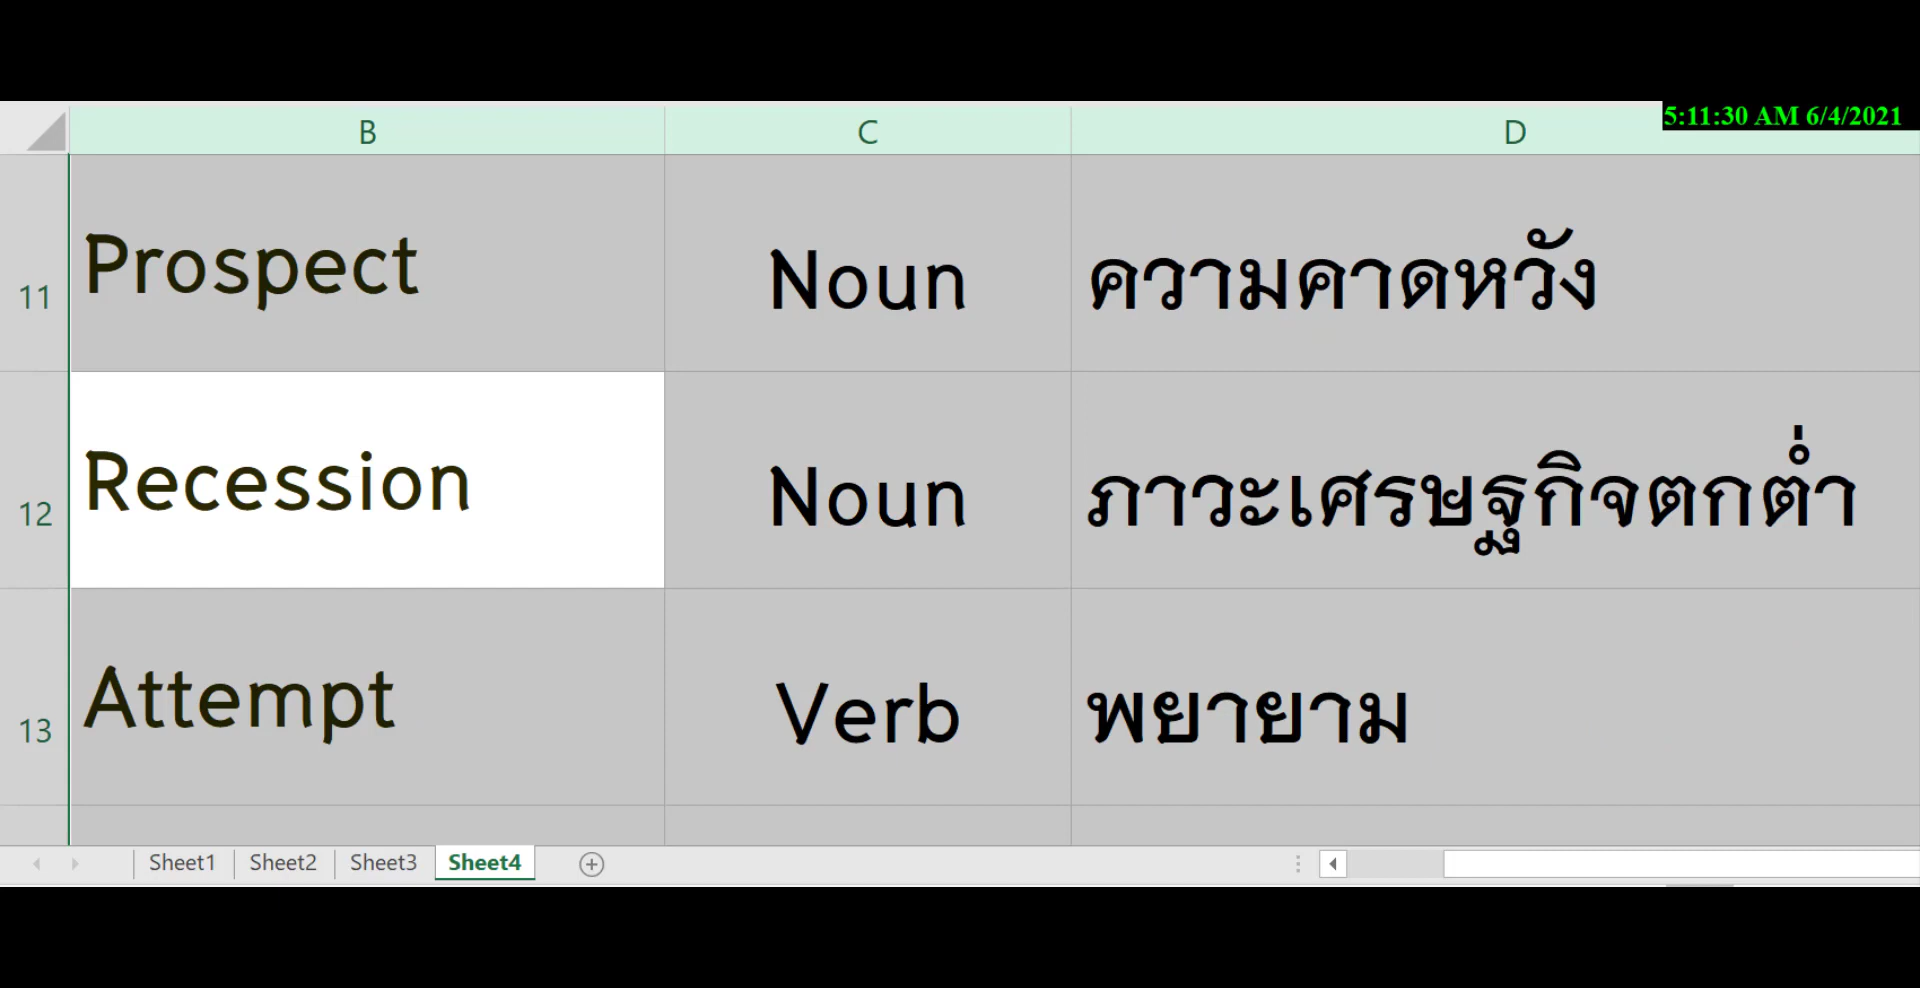 5:11:30 AM 6/4/2021
B C D
11 Prospect Noun ความคาดหวัง
12 Recession Noun ภาวะเศรษฐกิจตกต่ำ
13 Attempt Verb พยายาม
Sheet1 Sheet2 Sheet3 Sheet4